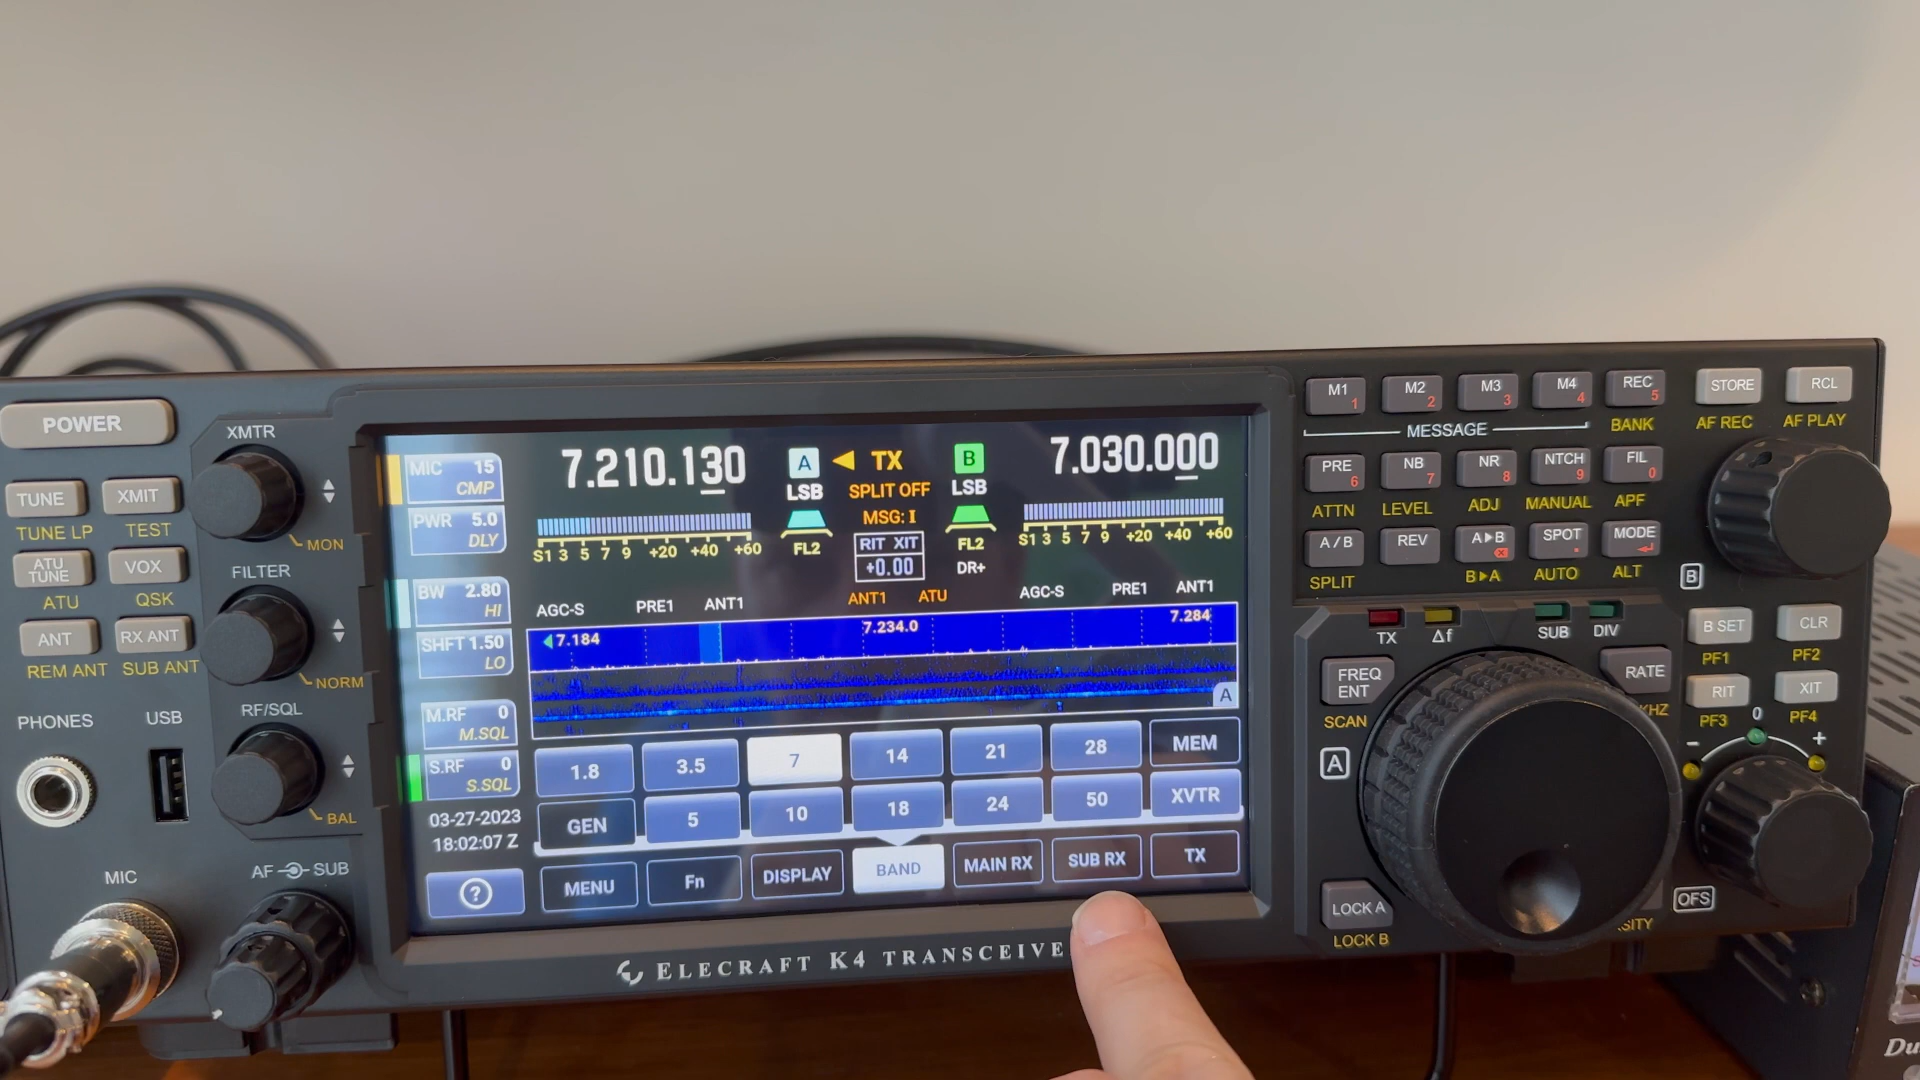 POWER
TUNE XMIT
TUNE LP TEST
ATU TUNE VOX
ATU QSK
ANT RX ANT
REM ANT SUB ANT
PHONES USB
MIC
XMTR
MON
FILTER
NORM
RF/SQL
BAL
AF SUB
MIC 15
CMP
PWR 5.0
DLY
BW 2.80
HI
SHFT 1.50
LO
M.RF 0
M.SQL
S.RF 0
S.SQL
03-27-2023
18:02:07 Z
7.210.130 A TX B 7.030.000
LSB SPLIT OFF LSB
MSG: I
S1 3 5 7 9 +20 +40 +60
FL2 RIT XIT FL2
+0.00 DR+
S1 3 5 7 9 +20 +40 +60
AGC-S PRE1 ANT1 ANT1 ATU AGC-S PRE1 ANT1
7.184 7.234.0 7.284
A
1.8 3.5 7 14 21 28 MEM
GEN 5 10 18 24 50 XVTR
? MENU Fn DISPLAY BAND MAIN RX SUB RX TX
ELECRAFT K4 TRANSCEIVE
M1 1 M2 2 M3 3 M4 4 REC 5 STORE RCL
MESSAGE BANK AF REC AF PLAY
PRE 6 NB 7 NR 8 NTCH 9 FIL 0
ATTN LEVEL ADJ MANUAL APF
A/B REV A▶B SPOT . MODE
SPLIT B▶A AUTO ALT B
TX Δf SUB DIV B SET CLR
PF1 PF2
FREQ ENT RATE
SCAN KHZ
RIT XIT
PF3 0 PF4
- +
A
LOCK A OFS
LOCK B SITY
Du